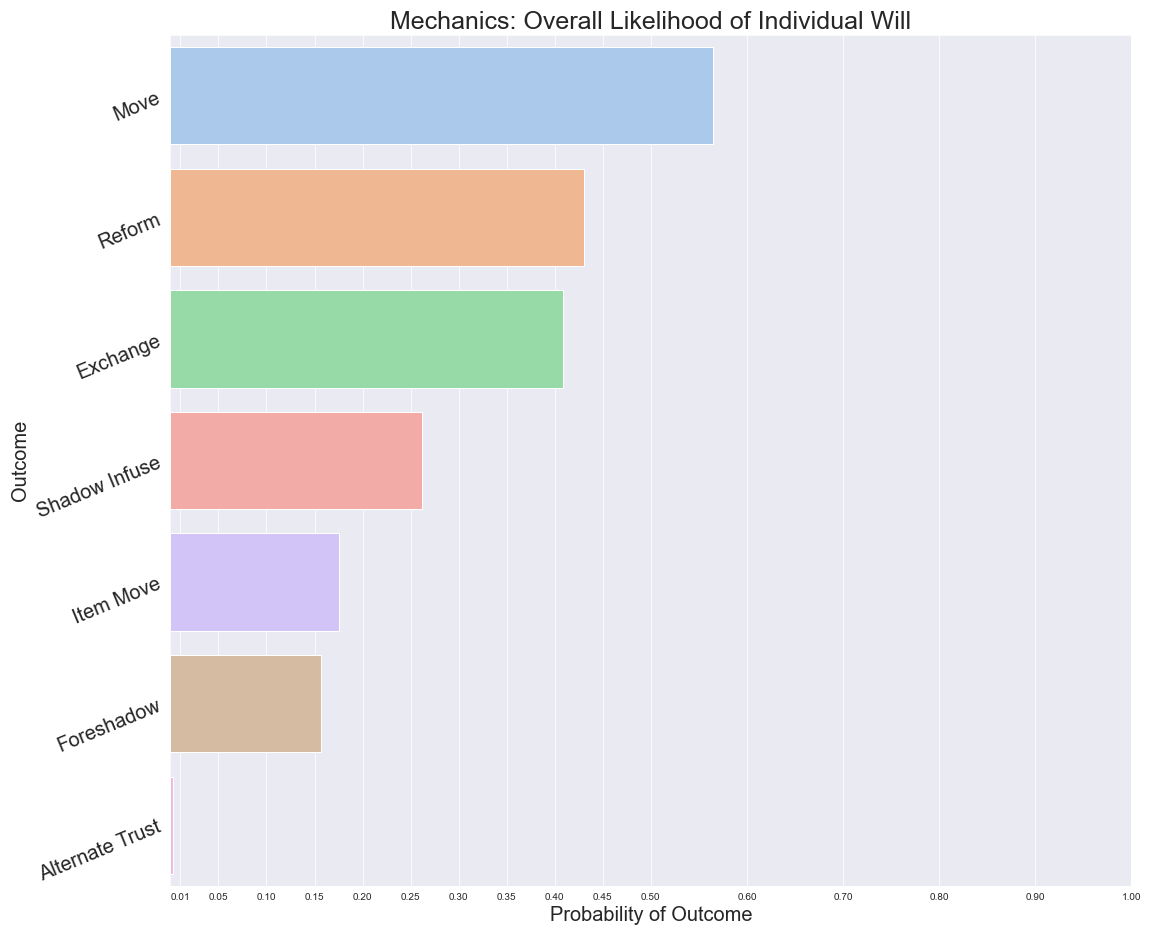 Mechanics: Overall Likelihood of Individual Will
Move
Reform
Exchange
Shadow Infuse
Item Move
Foreshadow
Alternate Trust
Outcome
0.01 0.05 0.10 0.15 0.20 0.25 0.30 0.35 0.40 0.45 0.50 0.60 0.70 0.80 0.90 1.00
Probability of Outcome